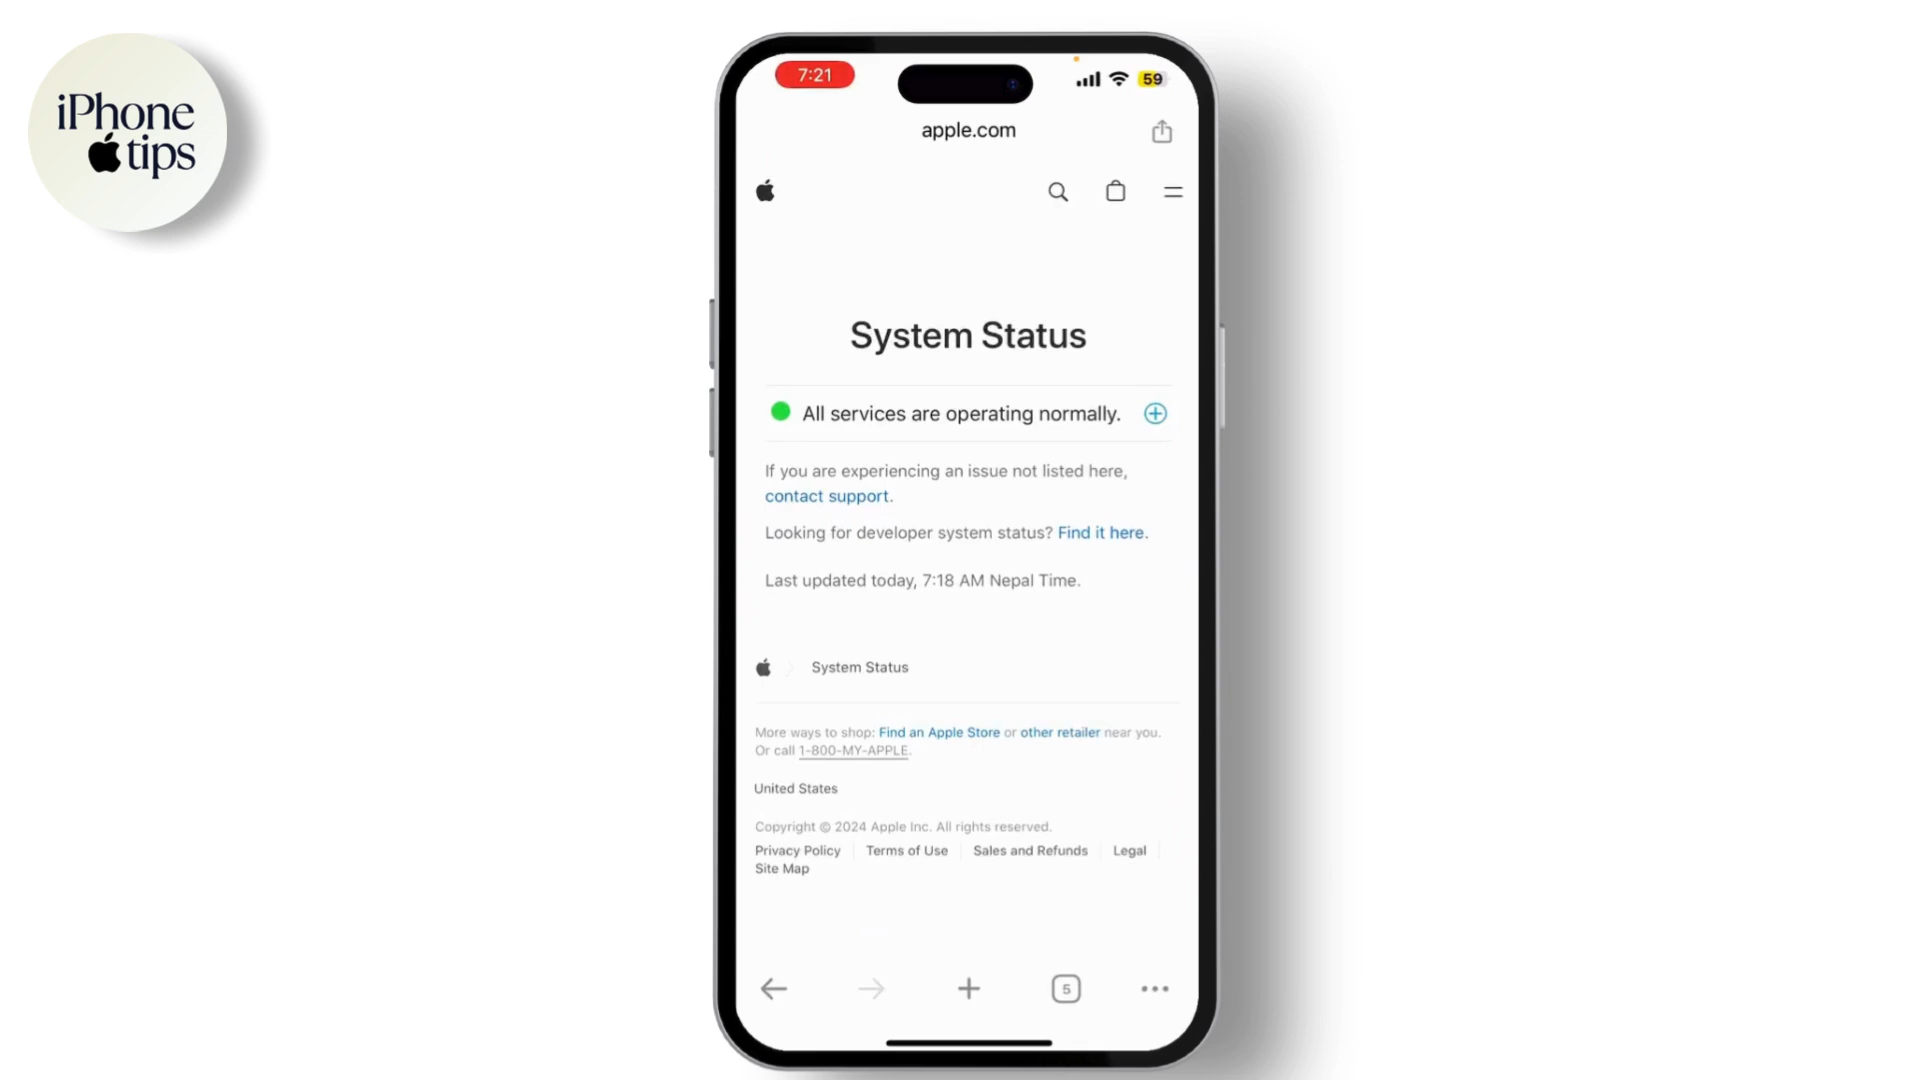 iPhone
tips
7:21
59
apple.com
System Status
All services are operating normally.
If you are experiencing an issue not listed here,
contact support.
Looking for developer system status? Find it here.
Last updated today, 7:18 AM Nepal Time.
System Status
More ways to shop: Find an Apple Store or other retailer near you.
Or call 1-800-MY-APPLE.
United States
Copyright © 2024 Apple Inc. All rights reserved.
Privacy Policy Terms of Use Sales and Refunds Legal
Site Map
5